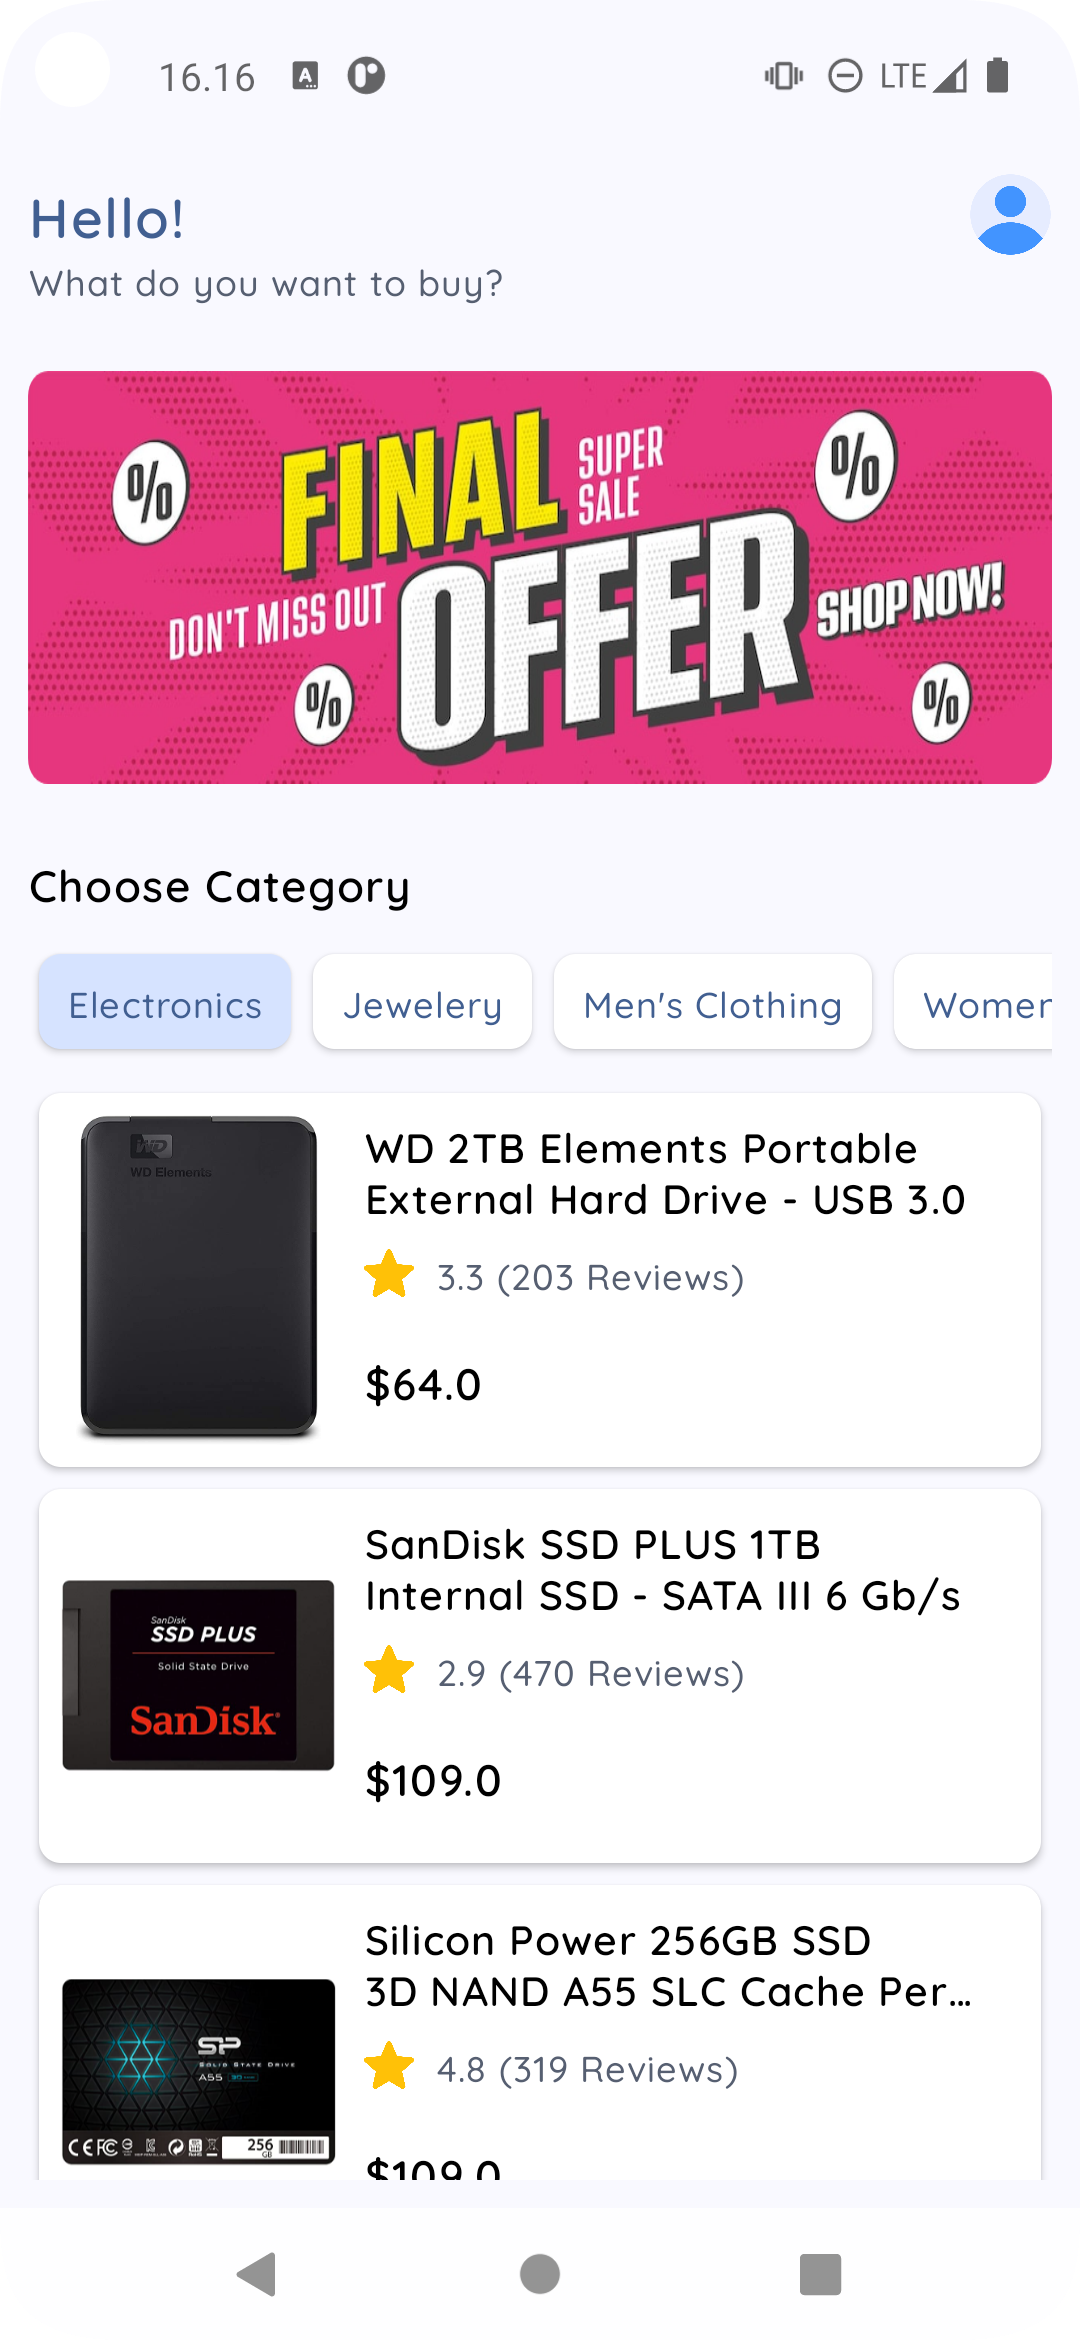 16.16
LTE
Hello!
What do you want to buy?
FINAL
SUPER
SALE
DON'T MISS OUT
OFFER
SHOP NOW!
%
%
%
%
Choose Category
Electronics
Jewelery
Men's Clothing
Women
WD
WD Elements
WD 2TB Elements Portable
External Hard Drive - USB 3.0
3.3 (203 Reviews)
$64.0
SanDisk
SSD PLUS
Solid State Drive
SanDisk
SanDisk SSD PLUS 1TB
Internal SSD - SATA III 6 Gb/s
2.9 (470 Reviews)
$109.0
SP
SOLID STATE DRIVE
A55
256
GB
Silicon Power 256GB SSD
3D NAND A55 SLC Cache Per...
4.8 (319 Reviews)
$109.0